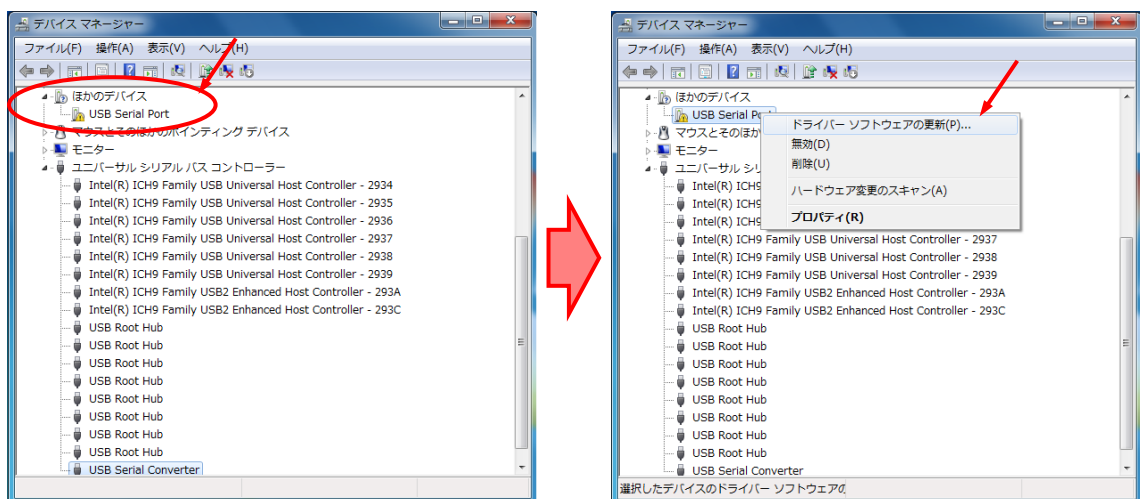 デバイス マネージャー
ファイル(F) 操作(A) 表示(V) ヘルプ(H)
ほかのデバイス
USB Serial Port
マウスとそのほかのポインティング デバイス
モニター
ユニバーサル シリアル バス コントローラー
Intel(R) ICH9 Family USB Universal Host Controller - 2934
Intel(R) ICH9 Family USB Universal Host Controller - 2935
Intel(R) ICH9 Family USB Universal Host Controller - 2936
Intel(R) ICH9 Family USB Universal Host Controller - 2937
Intel(R) ICH9 Family USB Universal Host Controller - 2938
Intel(R) ICH9 Family USB Universal Host Controller - 2939
Intel(R) ICH9 Family USB2 Enhanced Host Controller - 293A
Intel(R) ICH9 Family USB2 Enhanced Host Controller - 293C
USB Root Hub
USB Root Hub
USB Root Hub
USB Root Hub
USB Root Hub
USB Root Hub
USB Root Hub
USB Root Hub
USB Serial Converter
デバイス マネージャー
ファイル(F) 操作(A) 表示(V) ヘルプ(H)
ほかのデバイス
USB Serial Port
マウスとそのほか
モニター
ユニバーサル シリ
Intel(R) ICH9
Intel(R) ICH9
Intel(R) ICH9
ドライバー ソフトウェアの更新(P)...
無効(D)
削除(U)
ハードウェア変更のスキャン(A)
プロパティ(R)
Intel(R) ICH9 Family USB Universal Host Controller - 2937
Intel(R) ICH9 Family USB Universal Host Controller - 2938
Intel(R) ICH9 Family USB Universal Host Controller - 2939
Intel(R) ICH9 Family USB2 Enhanced Host Controller - 293A
Intel(R) ICH9 Family USB2 Enhanced Host Controller - 293C
USB Root Hub
USB Root Hub
USB Root Hub
USB Root Hub
USB Root Hub
USB Root Hub
USB Root Hub
USB Root Hub
USB Serial Converter
選択したデバイスのドライバー ソフトウェアの